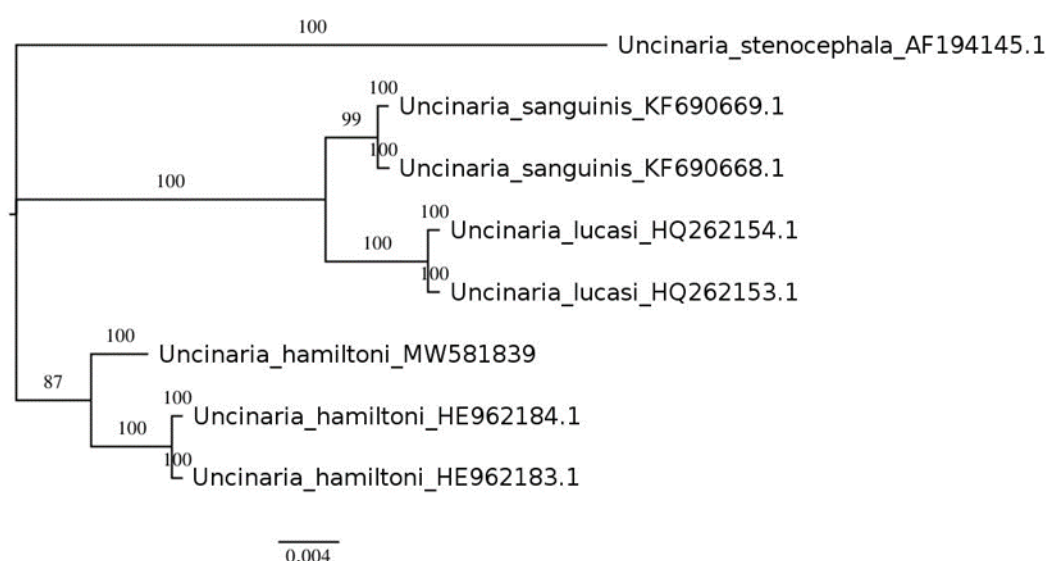 100
Uncinaria_stenocephala_AF194145.1
100
Uncinaria_sanguinis_KF690669.1
99
100
Uncinaria_sanguinis_KF690668.1
100
100
Uncinaria_lucasi_HQ262154.1
100
100
Uncinaria_lucasi_HQ262153.1
100
Uncinaria_hamiltoni_MW581839
87
100
Uncinaria_hamiltoni_HE962184.1
100
100
Uncinaria_hamiltoni_HE962183.1
0.004